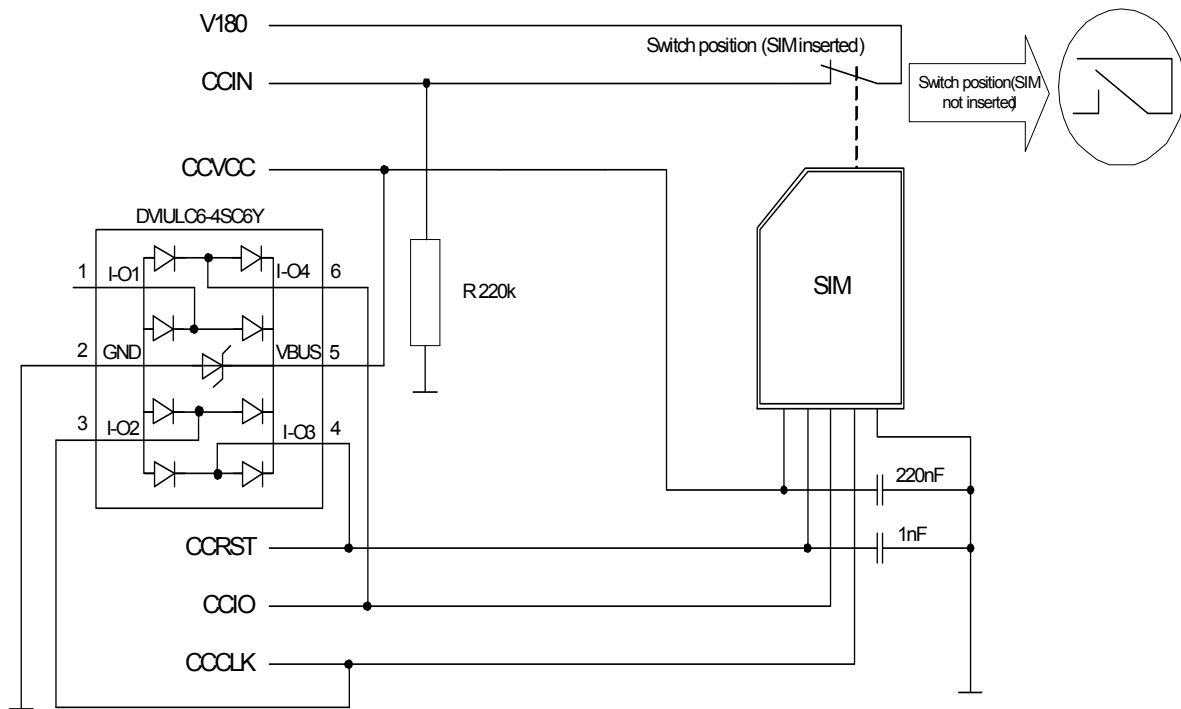 V180
Switch position (SIM inserted)
CCIN
Switch position(SIM
not inserted)
CCVCC
DVIULC6-4SC6Y
1 I-O1 I-O4 6
R 220k
SIM
2 GND VBUS 5
3 I-O2 I-O3 4
220nF
1nF
CCRST
CCIO
CCCLK